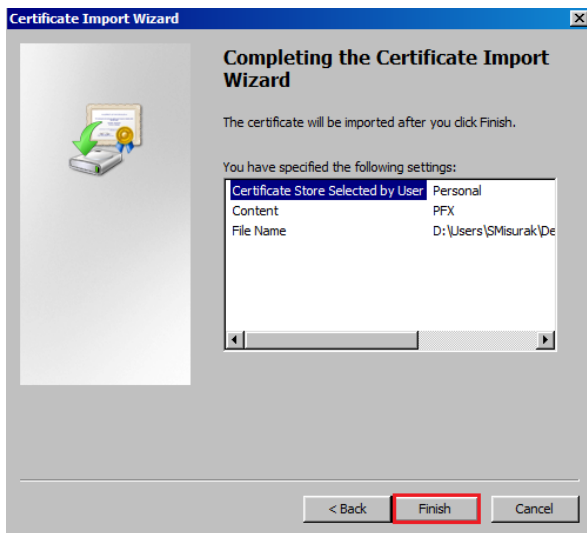 Certificate Import Wizard
Completing the Certificate Import
Wizard
The certificate will be imported after you click Finish.
You have specified the following settings:
Certificate Store Selected by User Personal
Content PFX
File Name D:\Users\SMisurak\De
< Back Finish Cancel